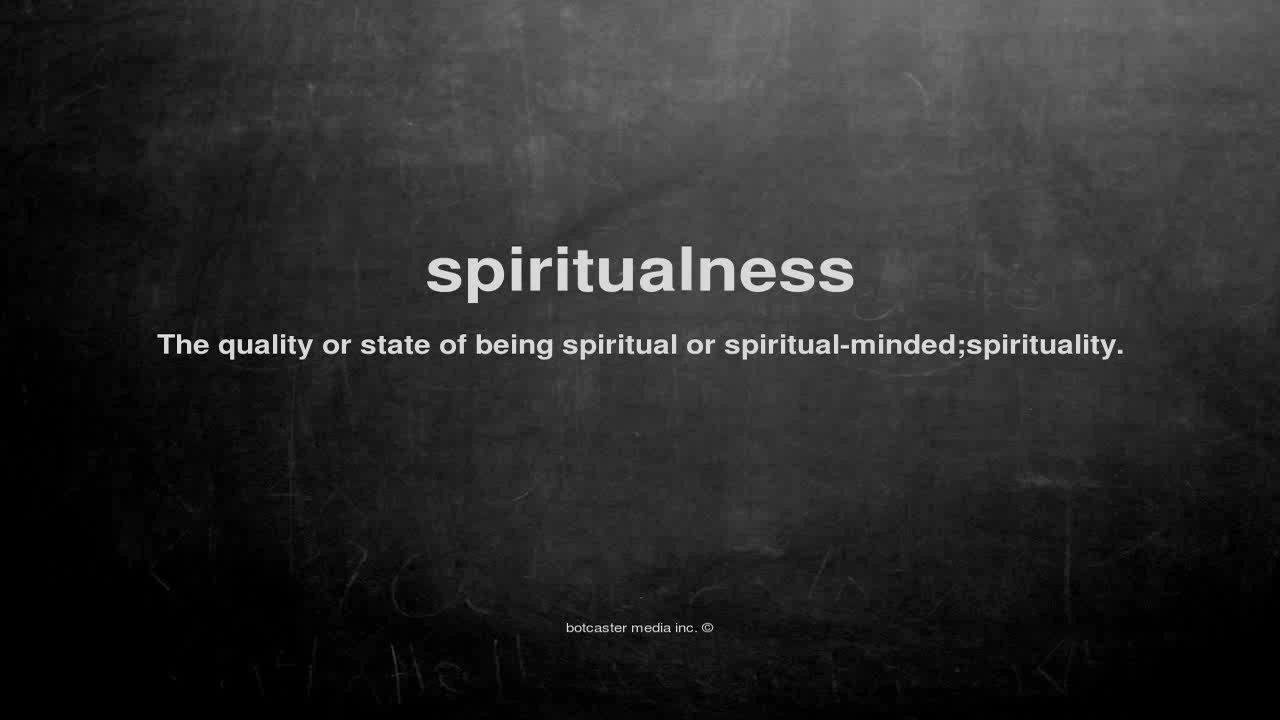 spiritualness
The quality or state of being spiritual or spiritual-minded;spirituality.
botcaster media inc. ©